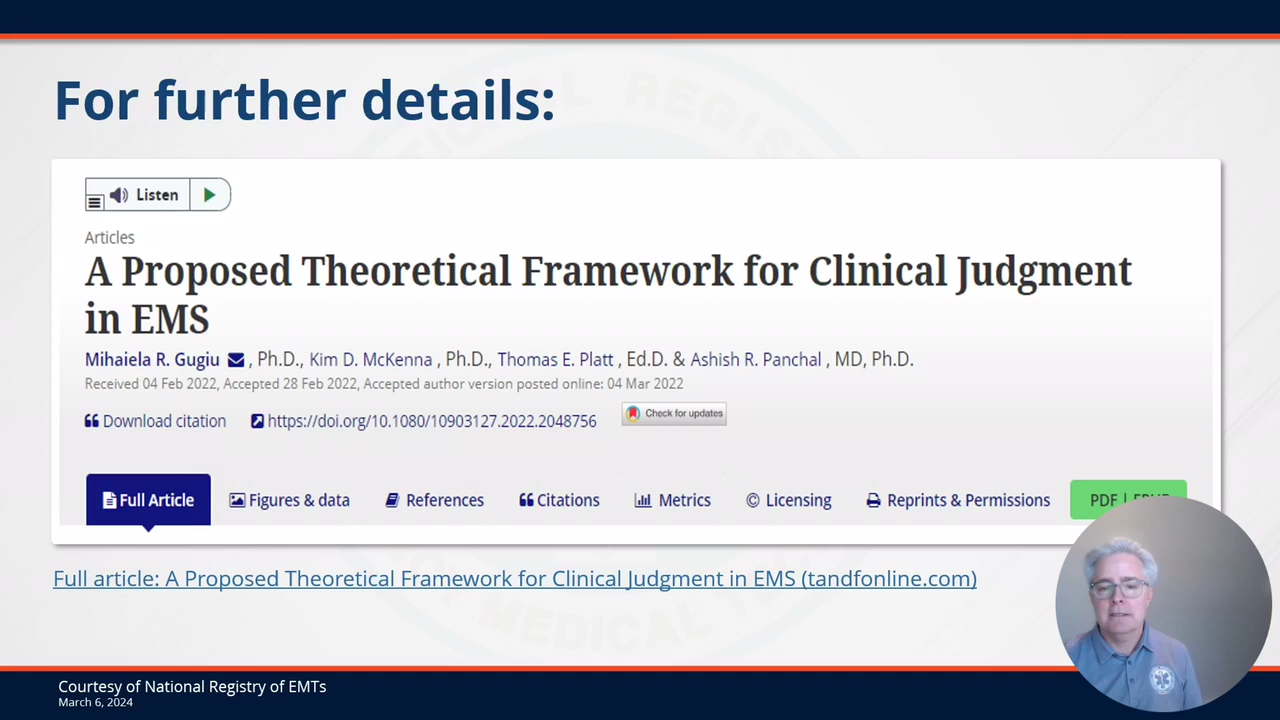 For further details:
Listen
Articles
A Proposed Theoretical Framework for Clinical Judgment
in EMS
Mihaiela R. Gugiu , Ph.D., Kim D. McKenna , Ph.D., Thomas E. Platt , Ed.D. & Ashish R. Panchal , MD, Ph.D.
Received 04 Feb 2022, Accepted 28 Feb 2022, Accepted author version posted online: 04 Mar 2022
Download citation https://doi.org/10.1080/10903127.2022.2048756 Check for updates
Full Article Figures & data References Citations Metrics © Licensing Reprints & Permissions PDF |
Full article: A Proposed Theoretical Framework for Clinical Judgment in EMS (tandfonline.com)
Courtesy of National Registry of EMTs
March 6, 2024